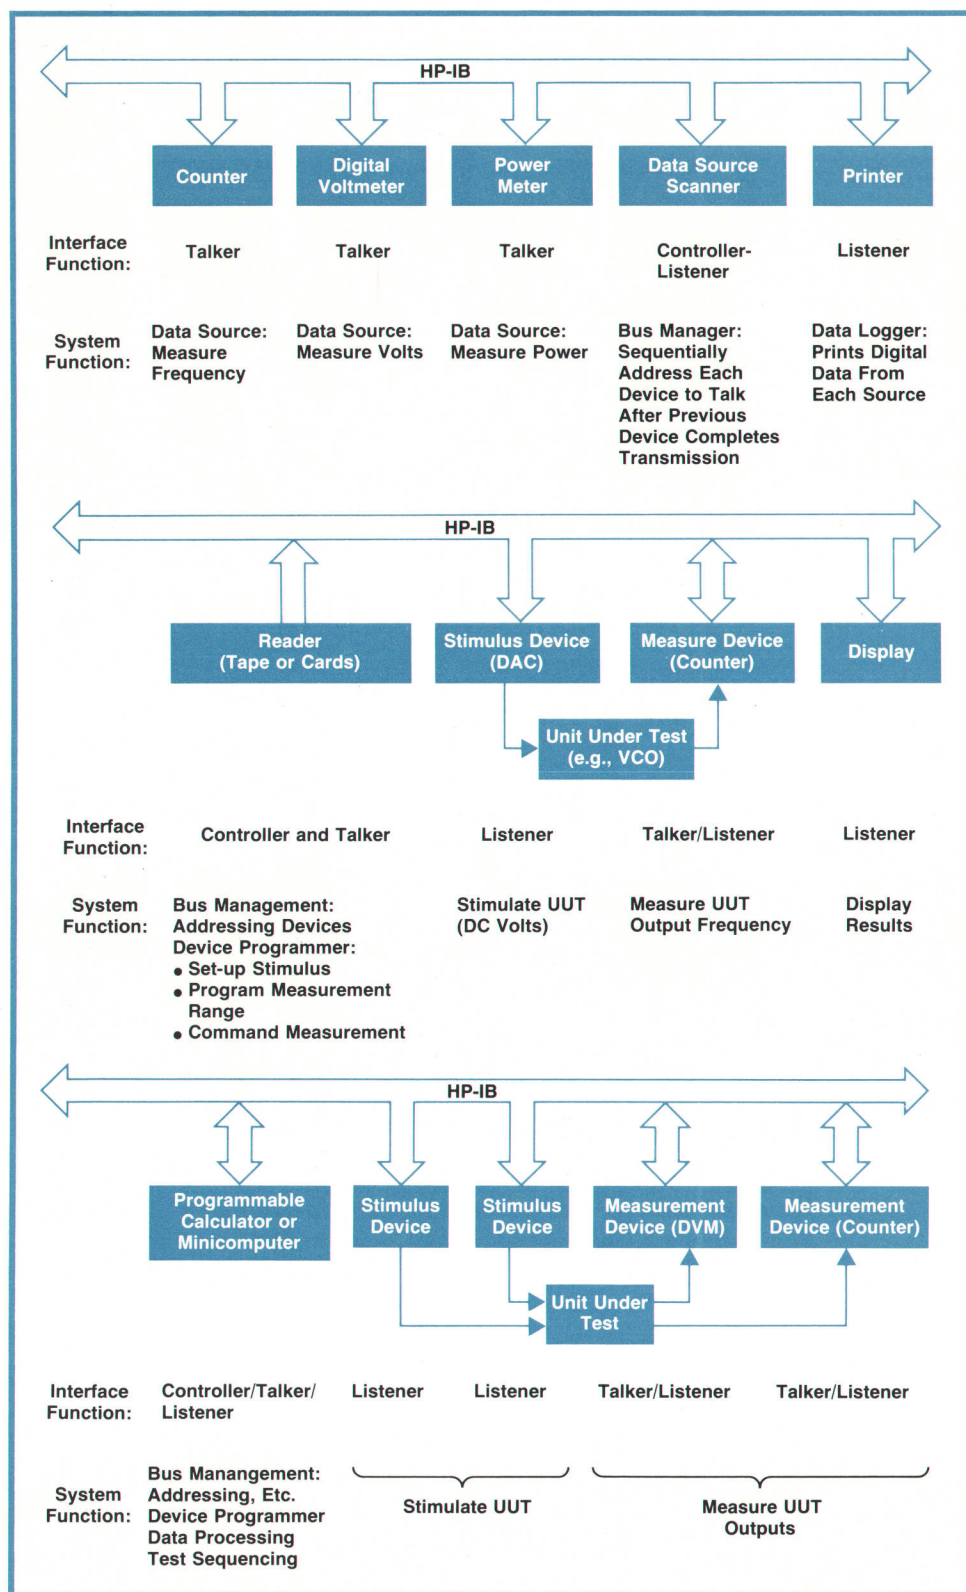 HP-IB
Counter
Digital
Voltmeter
Power
Meter
Data Source
Scanner
Printer
Interface
Function:
Talker
Talker
Talker
Controller-
Listener
Listener
System
Function:
Data Source:
Measure
Frequency
Data Source:
Measure Volts
Data Source:
Measure Power
Bus Manager:
Sequentially
Address Each
Device to Talk
After Previous
Device Completes
Transmission
Data Logger:
Prints Digital
Data From
Each Source
HP-IB
Reader
(Tape or Cards)
Stimulus Device
(DAC)
Measure Device
(Counter)
Display
Unit Under Test
(e.g., VCO)
Interface
Function:
Controller and Talker
Listener
Talker/Listener
Listener
System
Function:
Bus Management:
Addressing Devices
Device Programmer:
• Set-up Stimulus
• Program Measurement
Range
• Command Measurement
Stimulate UUT
(DC Volts)
Measure UUT
Output Frequency
Display
Results
HP-IB
Programmable
Calculator or
Minicomputer
Stimulus
Device
Stimulus
Device
Measurement
Device (DVM)
Measurement
Device (Counter)
Unit Under
Test
Interface
Function:
Controller/Talker/
Listener
Listener
Listener
Talker/Listener
Talker/Listener
System
Function:
Bus Manangement:
Addressing, Etc.
Device Programmer
Data Processing
Test Sequencing
Stimulate UUT
Measure UUT
Outputs